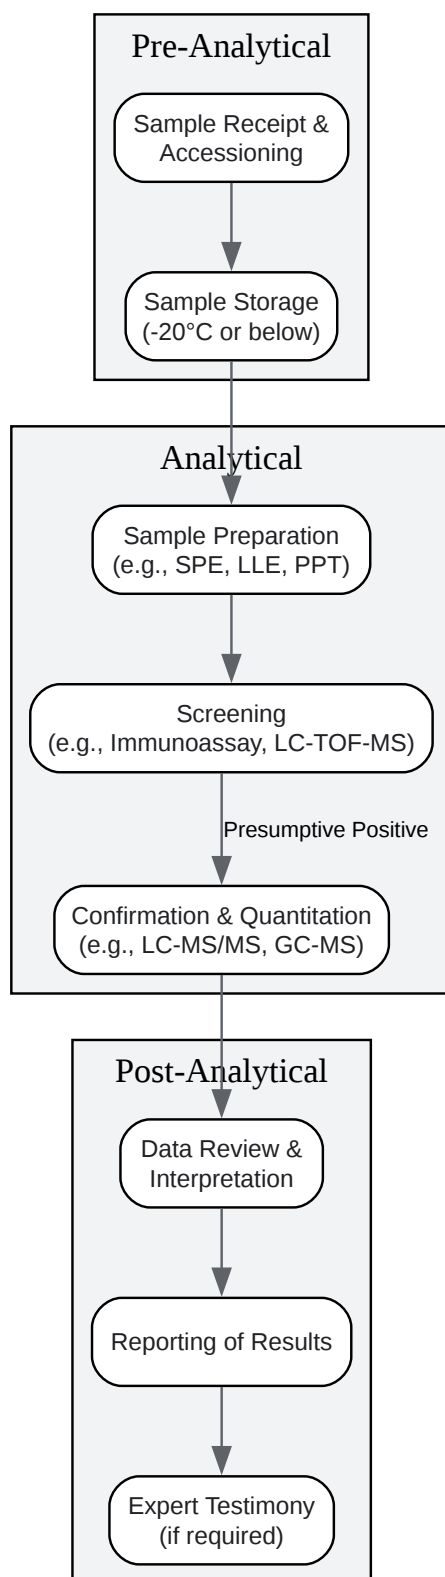 Pre-Analytical
Sample Receipt &
Accessioning
Sample Storage
(-20°C or below)
Analytical
Sample Preparation
(e.g., SPE, LLE, PPT)
Screening
(e.g., Immunoassay, LC-TOF-MS)
Presumptive Positive
Confirmation & Quantitation
(e.g., LC-MS/MS, GC-MS)
Post-Analytical
Data Review &
Interpretation
Reporting of Results
Expert Testimony
(if required)